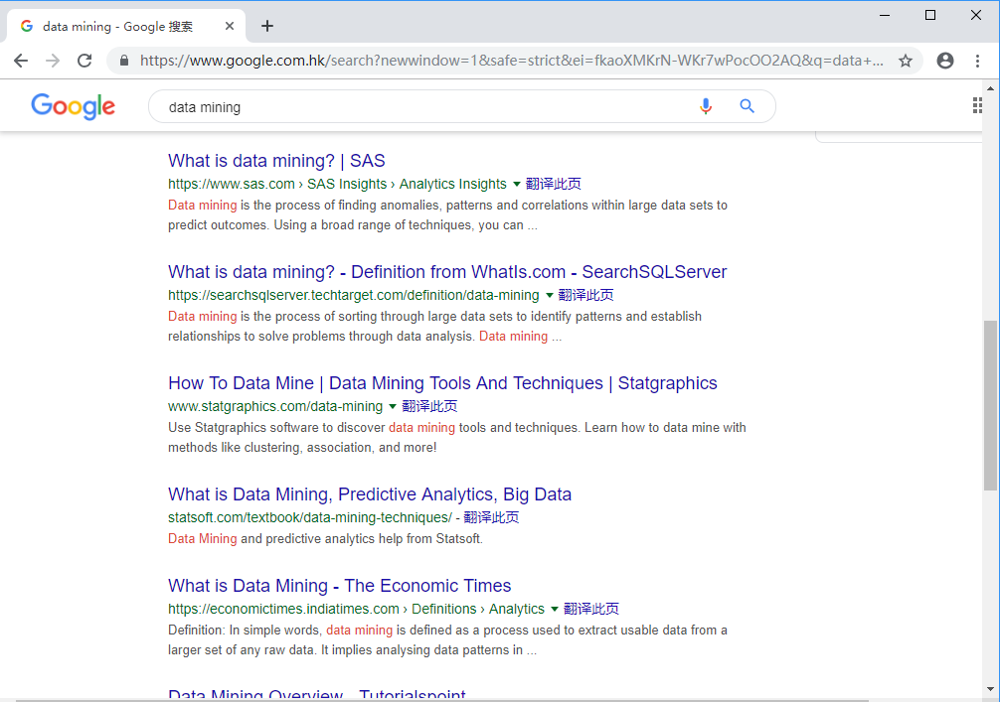 data mining - Google 搜索
https://www.google.com.hk/search?newwindow=1&safe=strict&ei=fkaoXMKrN-WKr7wPocOO2AQ&q=data+...
Google
data mining
What is data mining? | SAS
https://www.sas.com › SAS Insights › Analytics Insights ▼ 翻译此页
Data mining is the process of finding anomalies, patterns and correlations within large data sets to
predict outcomes. Using a broad range of techniques, you can ...
What is data mining? - Definition from WhatIs.com - SearchSQLServer
https://searchsqlserver.techtarget.com/definition/data-mining ▼ 翻译此页
Data mining is the process of sorting through large data sets to identify patterns and establish
relationships to solve problems through data analysis. Data mining ...
How To Data Mine | Data Mining Tools And Techniques | Statgraphics
www.statgraphics.com/data-mining ▼ 翻译此页
Use Statgraphics software to discover data mining tools and techniques. Learn how to data mine with
methods like clustering, association, and more!
What is Data Mining, Predictive Analytics, Big Data
statsoft.com/textbook/data-mining-techniques/ - 翻译此页
Data Mining and predictive analytics help from Statsoft.
What is Data Mining - The Economic Times
https://economictimes.indiatimes.com › Definitions › Analytics ▼ 翻译此页
Definition: In simple words, data mining is defined as a process used to extract usable data from a
larger set of any raw data. It implies analysing data patterns in ...
Data Mining Overview - Tutorialspoint